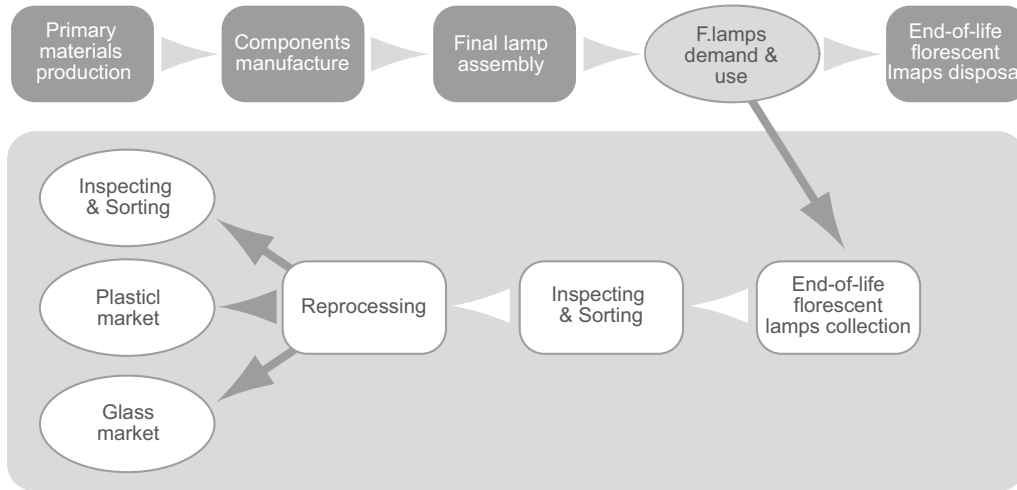 Primary
materials
production
Components
manufacture
Final lamp
assembly
F.lamps
demand &
use
End-of-life
florescent
lmaps disposa
Inspecting
& Sorting
Plasticl
market
Glass
market
Reprocessing
Inspecting
& Sorting
End-of-life
florescent
lamps collection